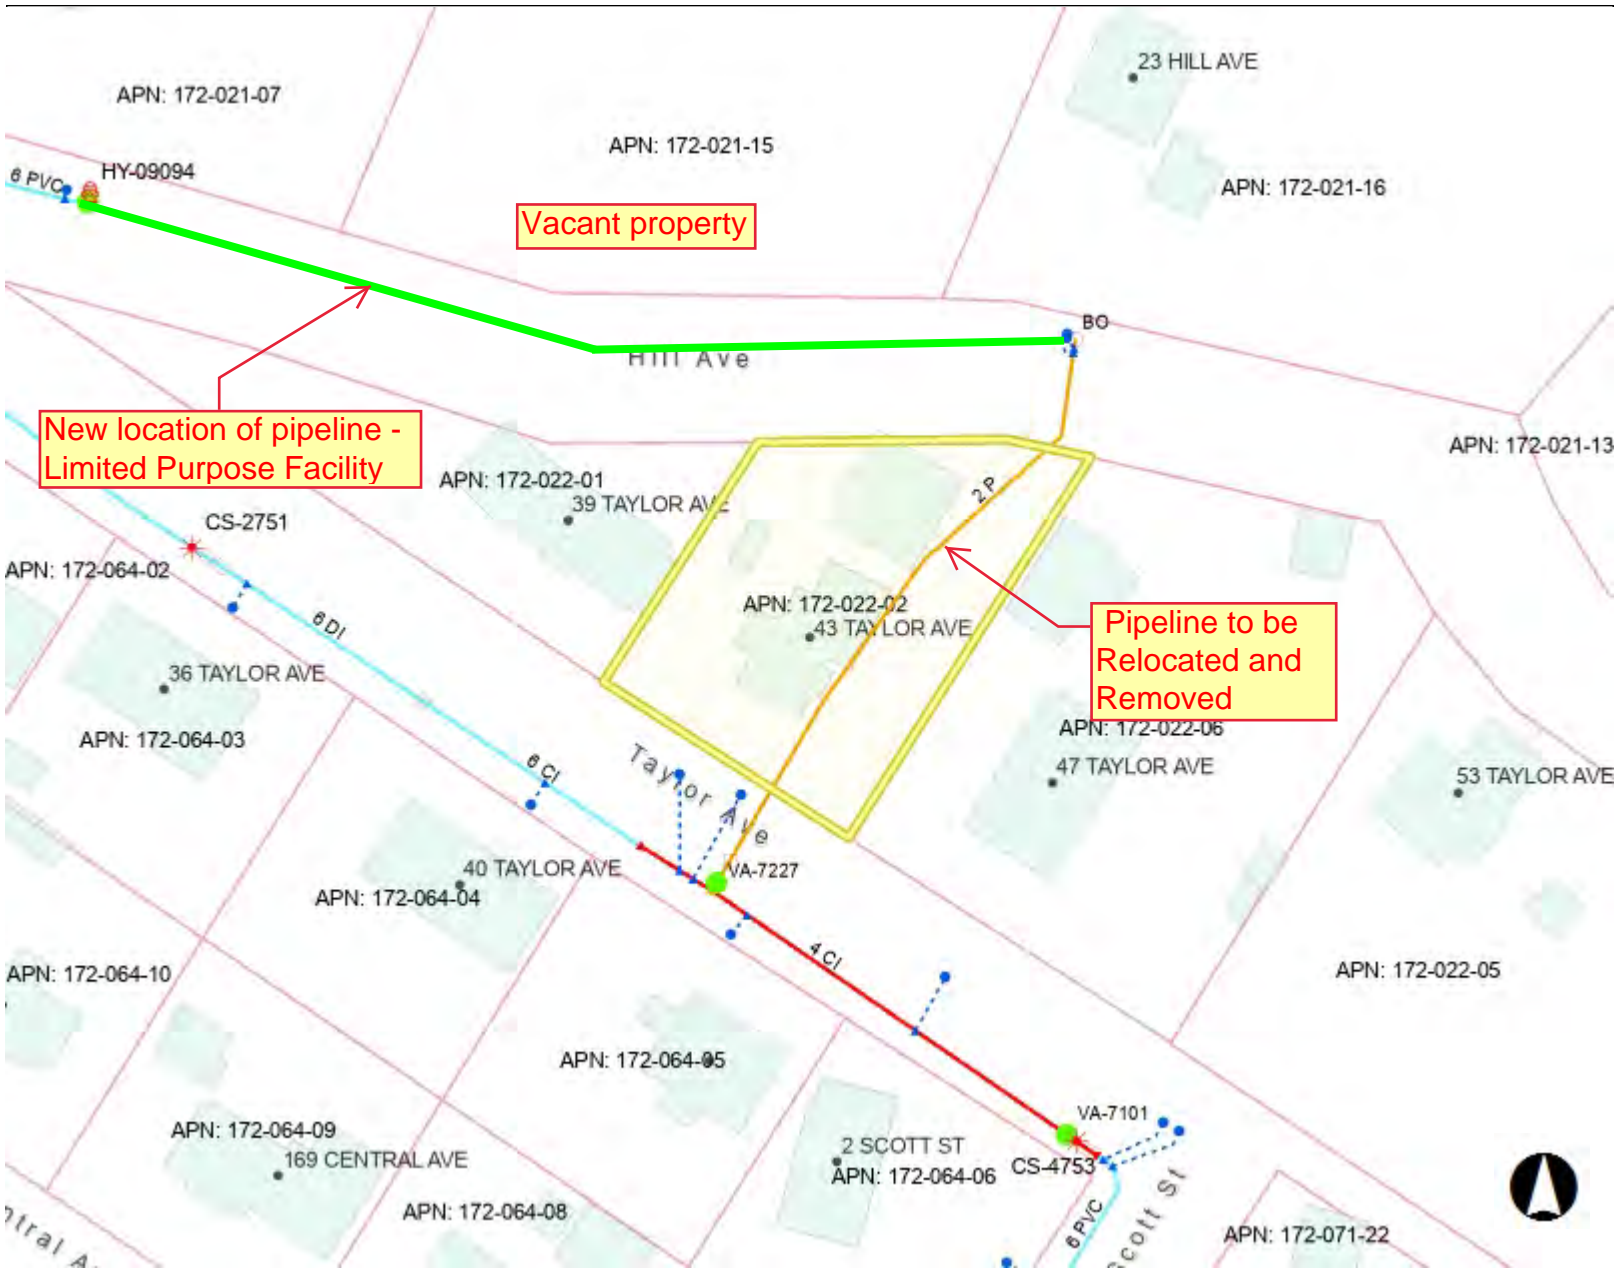 23 HILL AVE
APN: 172-021-07
APN: 172-021-15
HY-09094
6 PVC
APN: 172-021-16
Vacant property
BO
Hill Ave
New location of pipeline -
Limited Purpose Facility
APN: 172-021-13
APN: 172-022-01
39 TAYLOR AVE
2 P
CS-2751
APN: 172-064-02
APN: 172-022-02
43 TAYLOR AVE
6 DI
Pipeline to be
Relocated and
Removed
36 TAYLOR AVE
APN: 172-064-03
APN: 172-022-06
47 TAYLOR AVE
53 TAYLOR AVE
6 CI
Taylor Ave
40 TAYLOR AVE
VA-7227
APN: 172-064-04
4 CI
APN: 172-064-10
APN: 172-022-05
APN: 172-064-05
VA-7101
APN: 172-064-09
169 CENTRAL AVE
2 SCOTT ST
CS-4753
APN: 172-064-06
APN: 172-064-08
6 PVC
Scott St
APN: 172-071-22
ntral A